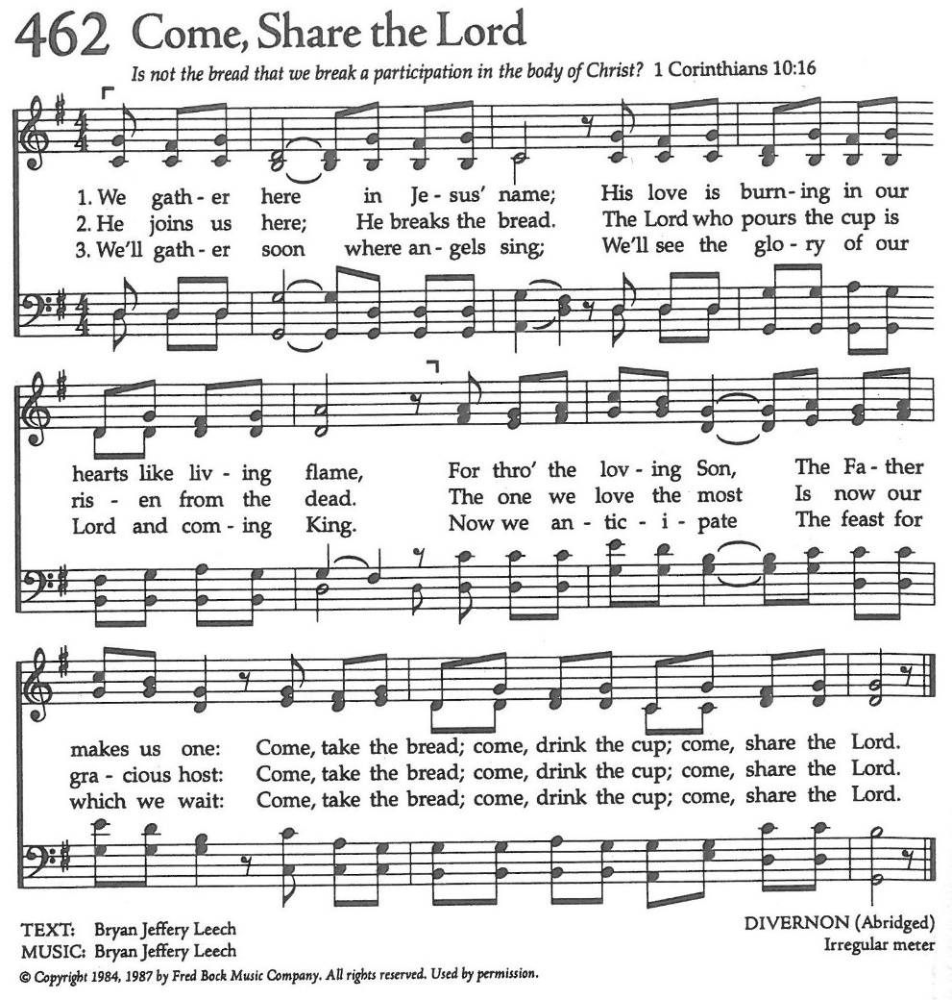 462 Come, Share the Lord
Is not the bread that we break a participation in the body of Christ? 1 Corinthians 10:16
4 4
1. We gath - er here in Je - sus' name; His love is burn - ing in our
2. He joins us here; He breaks the bread. The Lord who pours the cup is
3. We'll gath - er soon where an - gels sing; We'll see the glo - ry of our
4 4
hearts like liv - ing flame, For thro' the lov - ing Son, The Fa - ther
ris - en from the dead. The one we love the most Is now our
Lord and com - ing King. Now we an - tic - i - pate The feast for
makes us one: Come, take the bread; come, drink the cup; come, share the Lord.
gra - cious host: Come, take the bread; come, drink the cup; come, share the Lord.
which we wait: Come, take the bread; come, drink the cup; come, share the Lord.
TEXT: Bryan Jeffery Leech
MUSIC: Bryan Jeffery Leech
DIVERNON (Abridged)
Irregular meter
© Copyright 1984, 1987 by Fred Bock Music Company. All rights reserved. Used by permission.